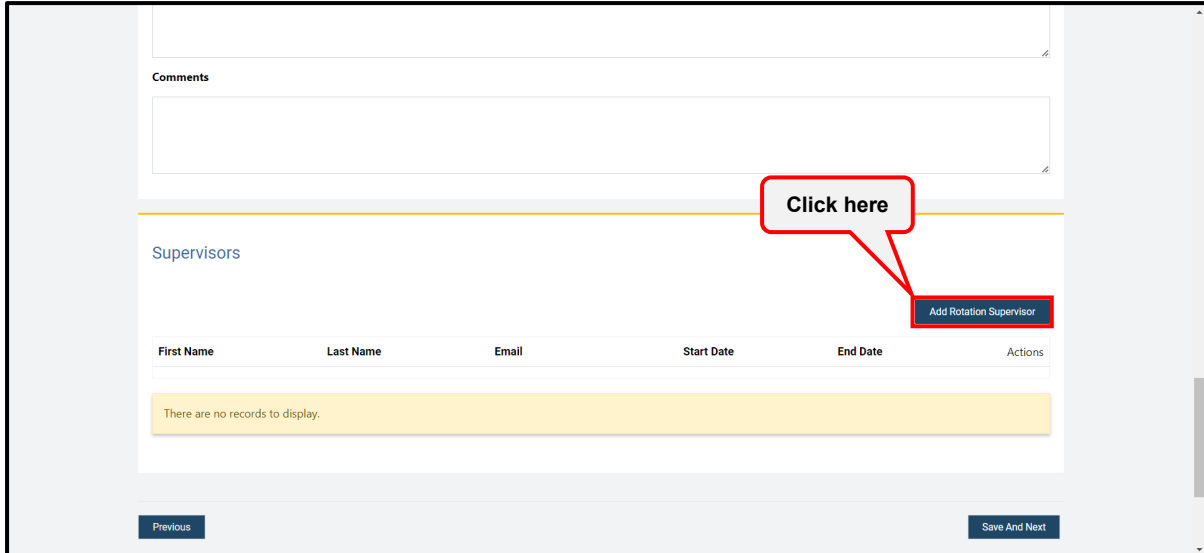 Comments
Click here
Supervisors
Add Rotation Supervisor
First Name Last Name Email Start Date End Date Actions
There are no records to display.
Previous Save And Next